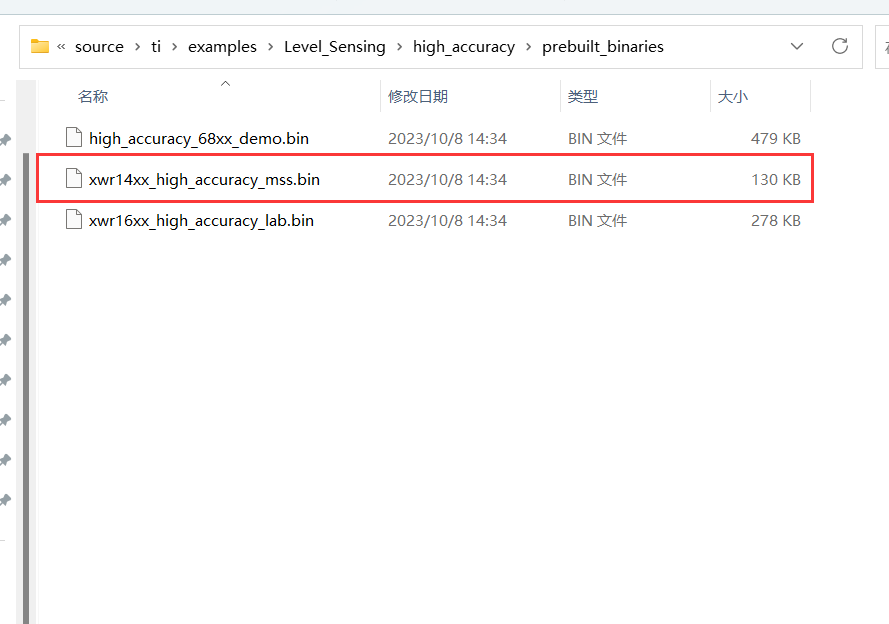 « source › ti › examples › Level_Sensing › high_accuracy › prebuilt_binaries
名称 修改日期 类型 大小
high_accuracy_68xx_demo.bin 2023/10/8 14:34 BIN 文件 479 KB
xwr14xx_high_accuracy_mss.bin 2023/10/8 14:34 BIN 文件 130 KB
xwr16xx_high_accuracy_lab.bin 2023/10/8 14:34 BIN 文件 278 KB